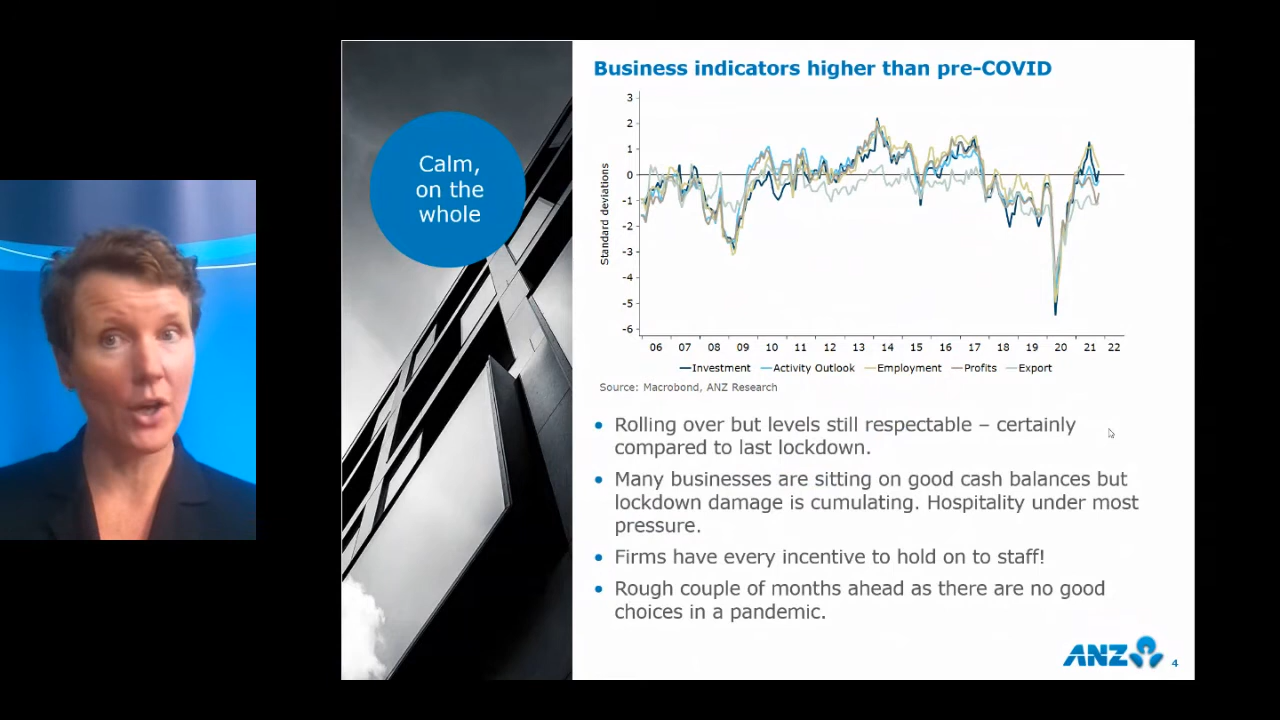 Calm,
on the
whole
Business indicators higher than pre-COVID
3
2
1
0
-1
-2
-3
-4
-5
-6
Standard deviations
06 07 08 09 10 11 12 13 14 15 16 17 18 19 20 21 22
Investment Activity Outlook Employment Profits Export
Source: Macrobond, ANZ Research
• Rolling over but levels still respectable – certainly
compared to last lockdown.
• Many businesses are sitting on good cash balances but
lockdown damage is cumulating. Hospitality under most
pressure.
• Firms have every incentive to hold on to staff!
• Rough couple of months ahead as there are no good
choices in a pandemic.
ANZ
4